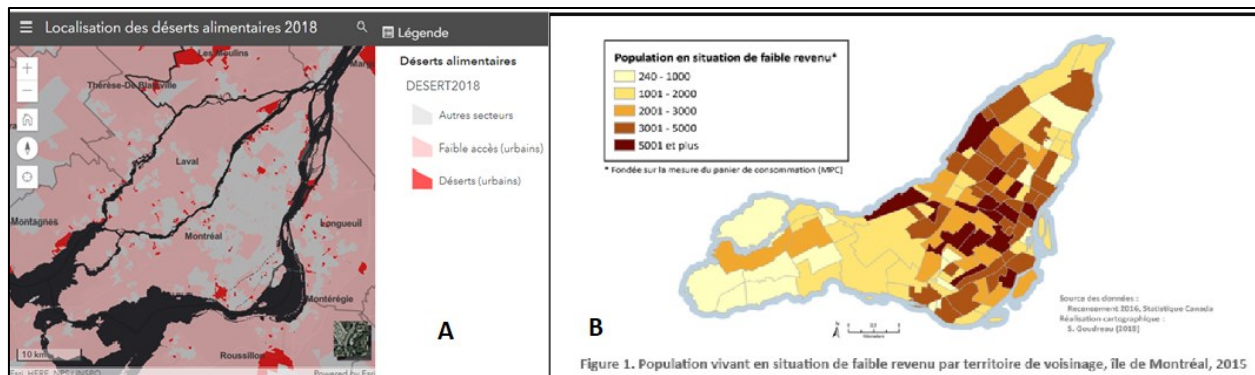 Localisation des déserts alimentaires 2018
Légende
Déserts alimentaires
DESERT2018
Autres secteurs
Faible accès (urbains)
Déserts (urbains)
Les Moulins
Thérèse-De Blainville
Laval
Montréal
Longueuil
Montérégie
Roussillon
10 km
A
Population en situation de faible revenu*
240 - 1000
1001 - 2000
2001 - 3000
3001 - 5000
5001 et plus
* Fondée sur la mesure du panier de consommation (MPC)
B
N
Source des données :
Recensement 2016, Statistique Canada
Réalisation cartographique :
S. Goudreau (2018)
Figure 1. Population vivant en situation de faible revenu par territoire de voisinage, île de Montréal, 2015